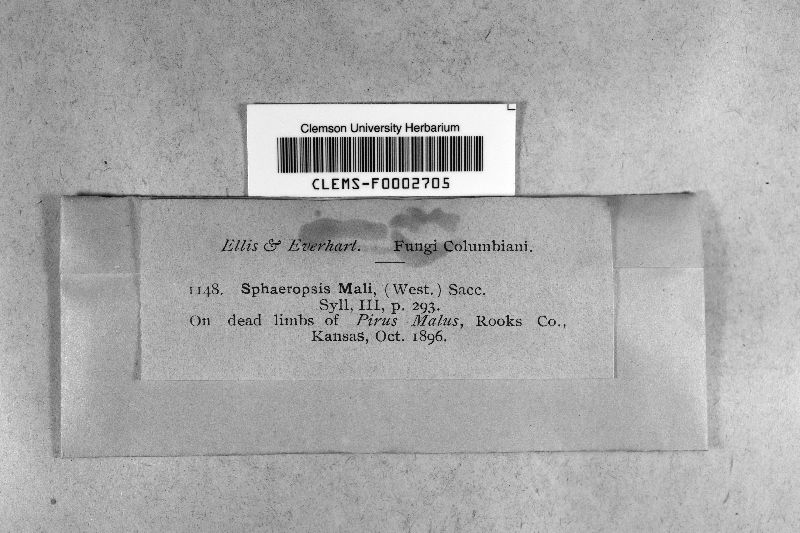 Clemson University Herbarium
CLEMS-F0002705
Ellis & Everhart. Fungi Columbiani.
1148. Sphaeropsis Mali, (West.) Sacc.
Syll, III, p. 293.
On dead limbs of Pirus Malus, Rooks Co.,
Kansas, Oct. 1896.